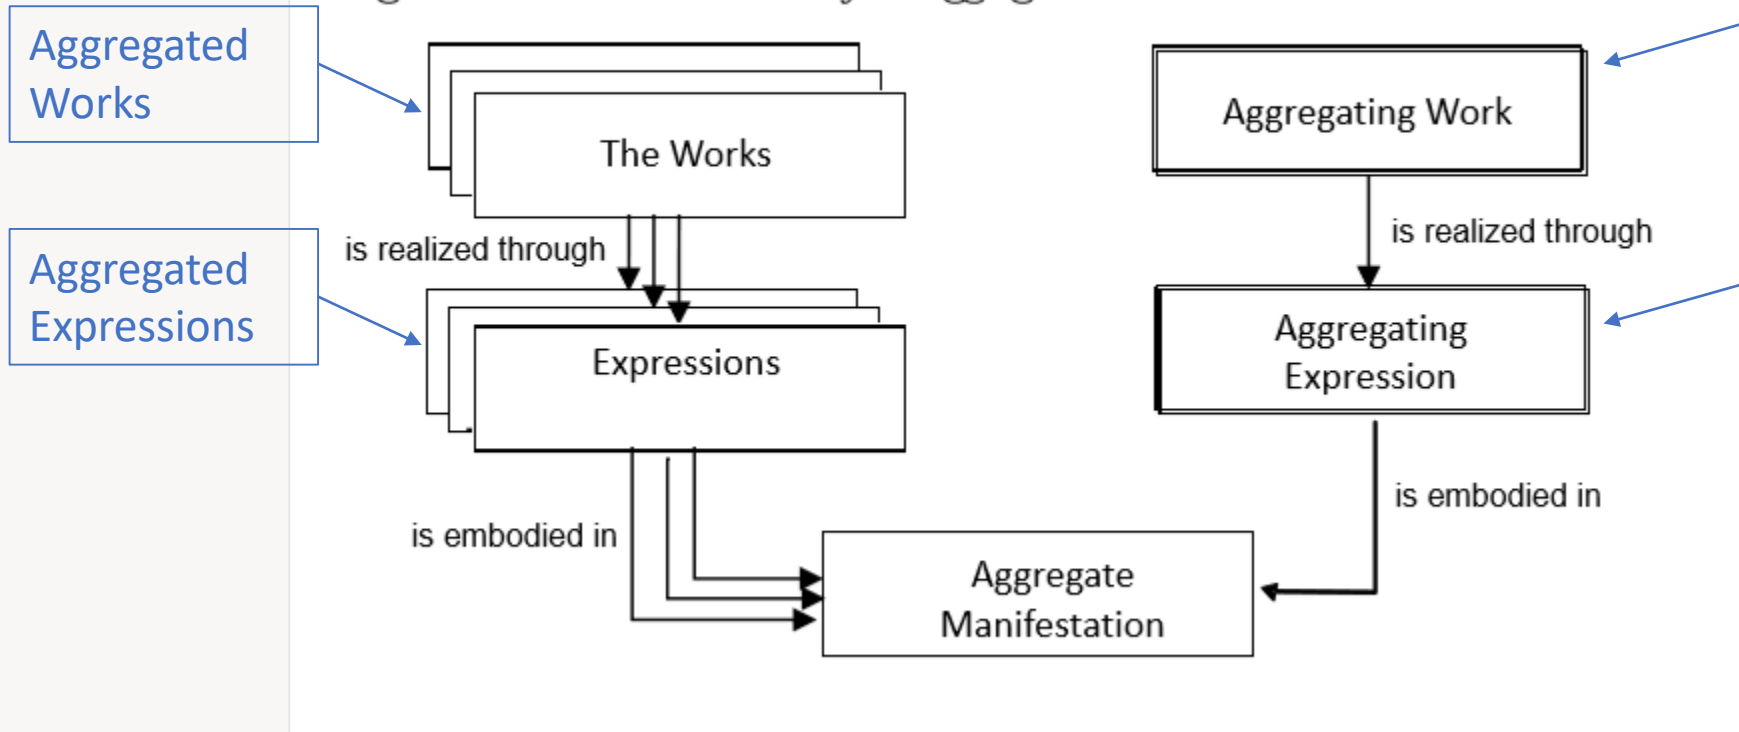 Aggregated
Works
The Works
Aggregating Work
is realized through
is realized through
Aggregated
Expressions
Expressions
Aggregating
Expression
is embodied in
is embodied in
Aggregate
Manifestation